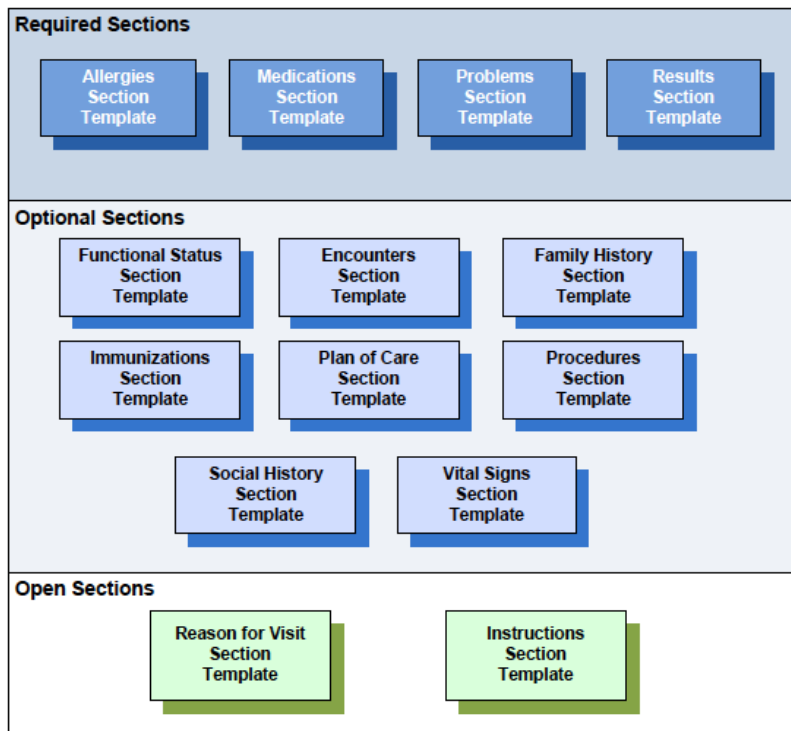 Required Sections
Allergies
Section
Template
Medications
Section
Template
Problems
Section
Template
Results
Section
Template
Optional Sections
Functional Status
Section
Template
Encounters
Section
Template
Family History
Section
Template
Immunizations
Section
Template
Plan of Care
Section
Template
Procedures
Section
Template
Social History
Section
Template
Vital Signs
Section
Template
Open Sections
Reason for Visit
Section
Template
Instructions
Section
Template